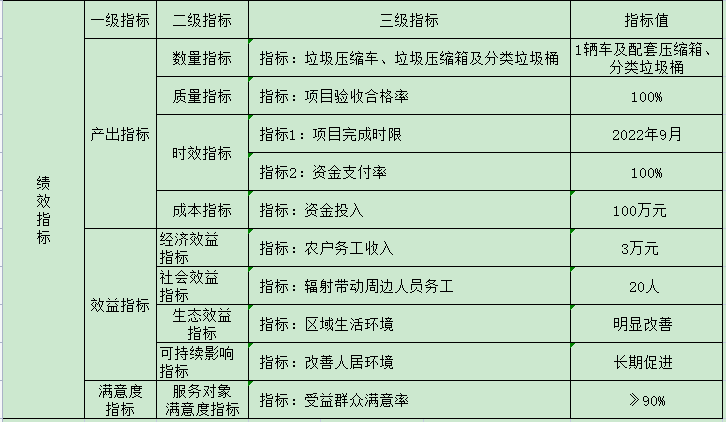 一级指标 二级指标 三级指标 指标值
绩效指标
产出指标
数量指标 指标：垃圾压缩车、垃圾压缩箱及分类垃圾桶 1辆车及配套压缩箱、
分类垃圾桶
质量指标 指标：项目验收合格率 100%
时效指标 指标1：项目完成时限 2022年9月
指标2：资金支付率 100%
成本指标 指标：资金投入 100万元
效益指标
经济效益
指标 指标：农户务工收入 3万元
社会效益
指标 指标：辐射带动周边人员务工 20人
生态效益
指标 指标：区域生活环境 明显改善
可持续影响
指标 指标：改善人居环境 长期促进
满意度
指标
服务对象
满意度指标 指标：受益群众满意率 ≥90%